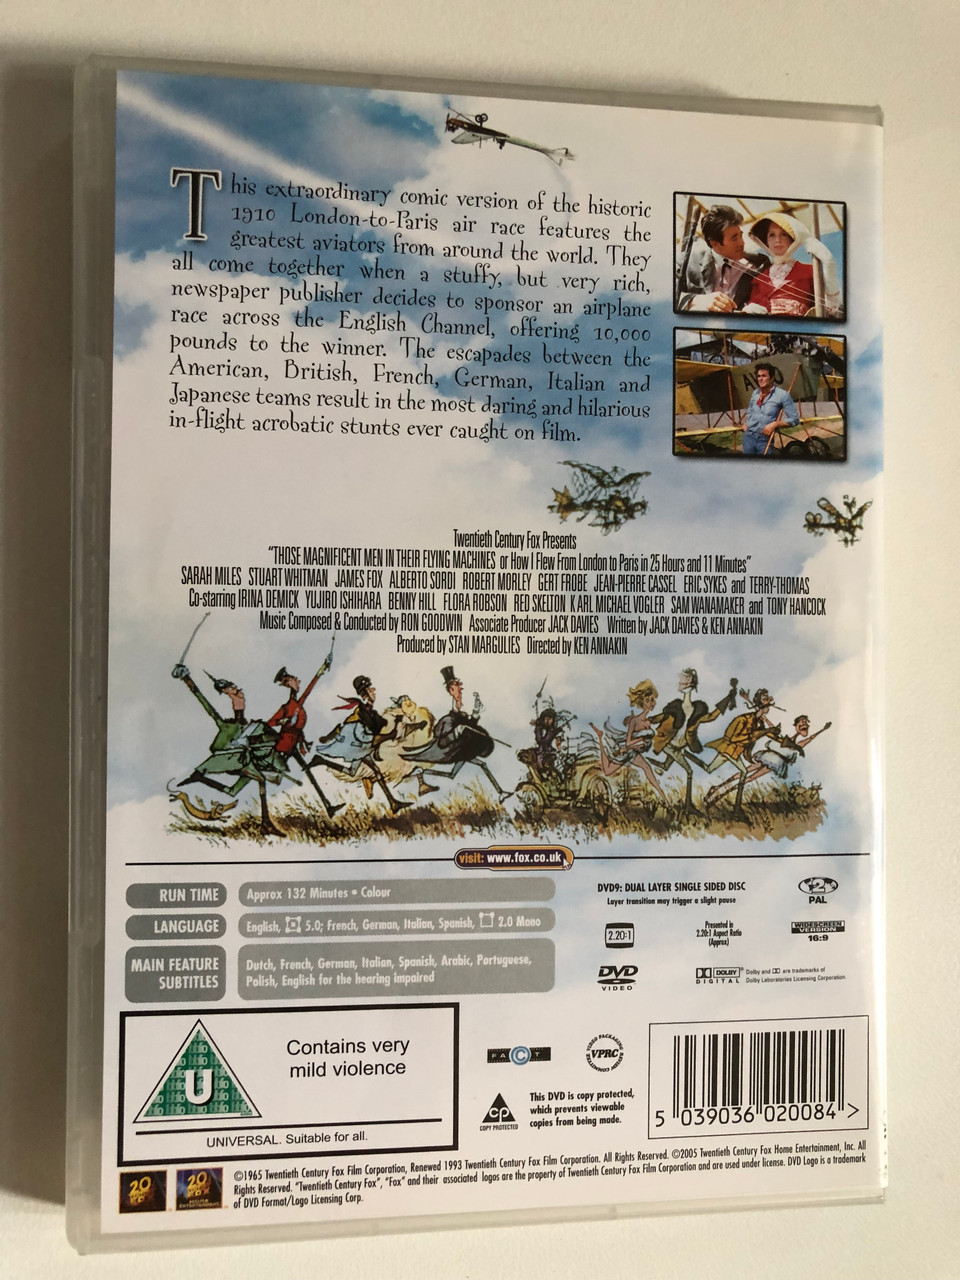 This extraordinary comic version of the historic
1910 London-to-Paris air race features the
greatest aviators from around the world. They
all come together when a stuffy, but very rich,
newspaper publisher decides to sponsor an airplane
race across the English Channel, offering 10,000
pounds to the winner. The escapades between the
American, British, French, German, Italian and
Japanese teams result in the most daring and hilarious
in-flight acrobatic stunts ever caught on film.
Twentieth Century Fox Presents
"THOSE MAGNIFICENT MEN IN THEIR FLYING MACHINES or How I Flew From London to Paris in 25 Hours and 11 Minutes"
SARAH MILES STUART WHITMAN JAMES FOX ALBERTO SORDI ROBERT MORLEY GERT FROBE JEAN-PIERRE CASSEL ERIC SYKES and TERRY-THOMAS
Co-starring IRINA DEMICK YUJIRO ISHIHARA BENNY HILL FLORA ROBSON RED SKELTON KARL MICHAEL VOGLER SAM WANAMAKER and TONY HANCOCK
Music Composed & Conducted by RON GOODWIN Associate Producer JACK DAVIES Written by JACK DAVIES & KEN ANNAKIN
Produced by STAN MARGULIES Directed by KEN ANNAKIN
visit: www.fox.co.uk
RUN TIME
Approx 132 Minutes • Colour
LANGUAGE
English, 5.0; French, German, Italian, Spanish, 2.0 Mono
MAIN FEATURE
SUBTITLES
Dutch, French, German, Italian, Spanish, Arabic, Portuguese,
Polish, English for the hearing impaired
DVD9: DUAL LAYER SINGLE SIDED DISC
Layer transition may trigger a slight pause
2
PAL
2.20:1
Presented in
2.20:1 Aspect Ratio
(Approx)
WIDESCREEN
VERSION
16:9
DVD
VIDEO
DOLBY
DIGITAL
Dolby and are trademarks of
Dolby Laboratories Licensing Corporation.
U
Contains very
mild violence
UNIVERSAL. Suitable for all.
FACT
VIDEO PACKAGING REVIEW COMMITTEE
VPRC
CP
COPY PROTECTED
This DVD is copy protected,
which prevents viewable
copies from being made.
5 039036 020084 >
©1965 Twentieth Century Fox Film Corporation, Renewed 1993 Twentieth Century Fox Film Corporation. All Rights Reserved. ©2005 Twentieth Century Fox Home Entertainment, Inc. All
Rights Reserved. "Twentieth Century Fox", "Fox" and their associated logos are the property of Twentieth Century Fox Film Corporation and are used under license. DVD Logo is a trademark
of DVD Format/Logo Licensing Corp.